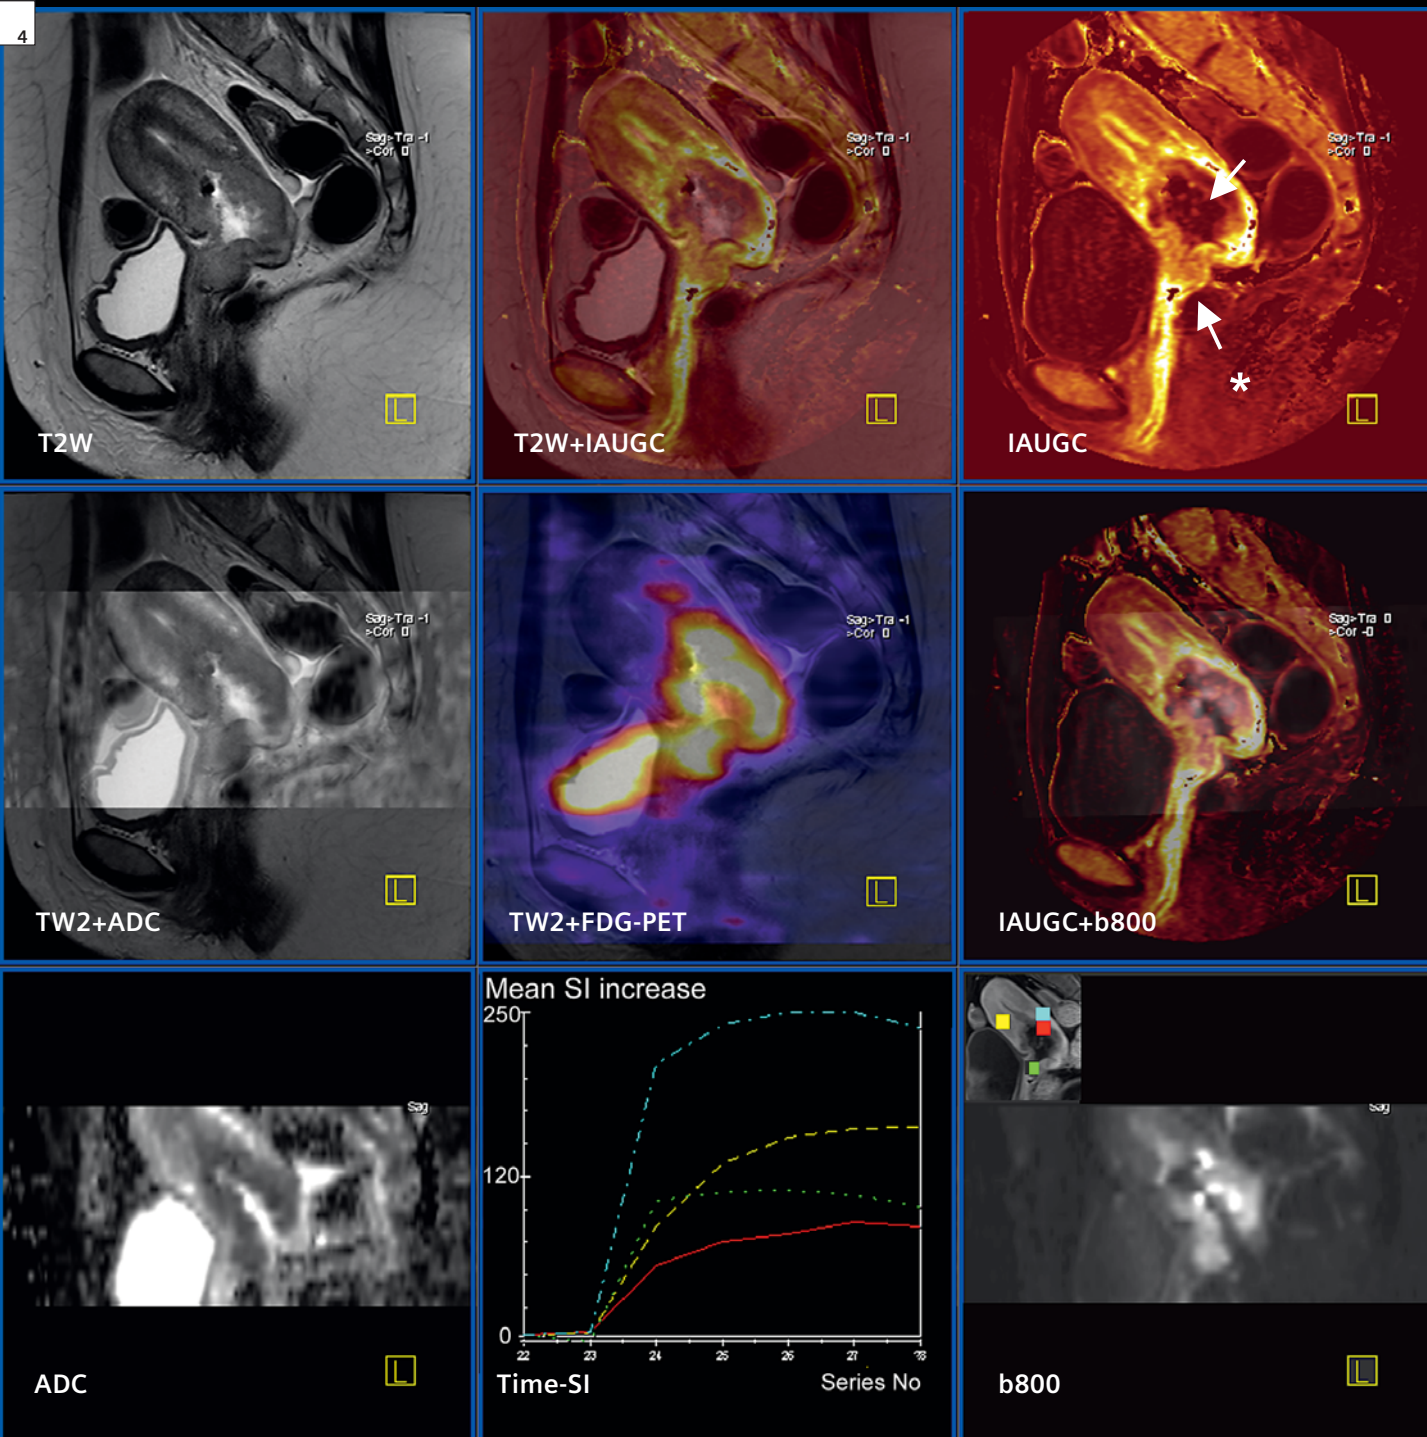 4
Sag>Tra -1
>Cor 0
L
T2W
Sag>Tra -1
>Cor 0
L
T2W+IAUGC
Sag>Tra -1
>Cor 0
*
L
IAUGC
Sag>Tra -1
>Cor 0
L
TW2+ADC
Sag>Tra -1
>Cor 0
L
TW2+FDG-PET
Sag>Tra 0
>Cor -0
L
IAUGC+b800
Sag
L
ADC
Mean SI increase
250
120
0
22 23 24 25 26 27
Time-SI
Series No
Sag
L
b800